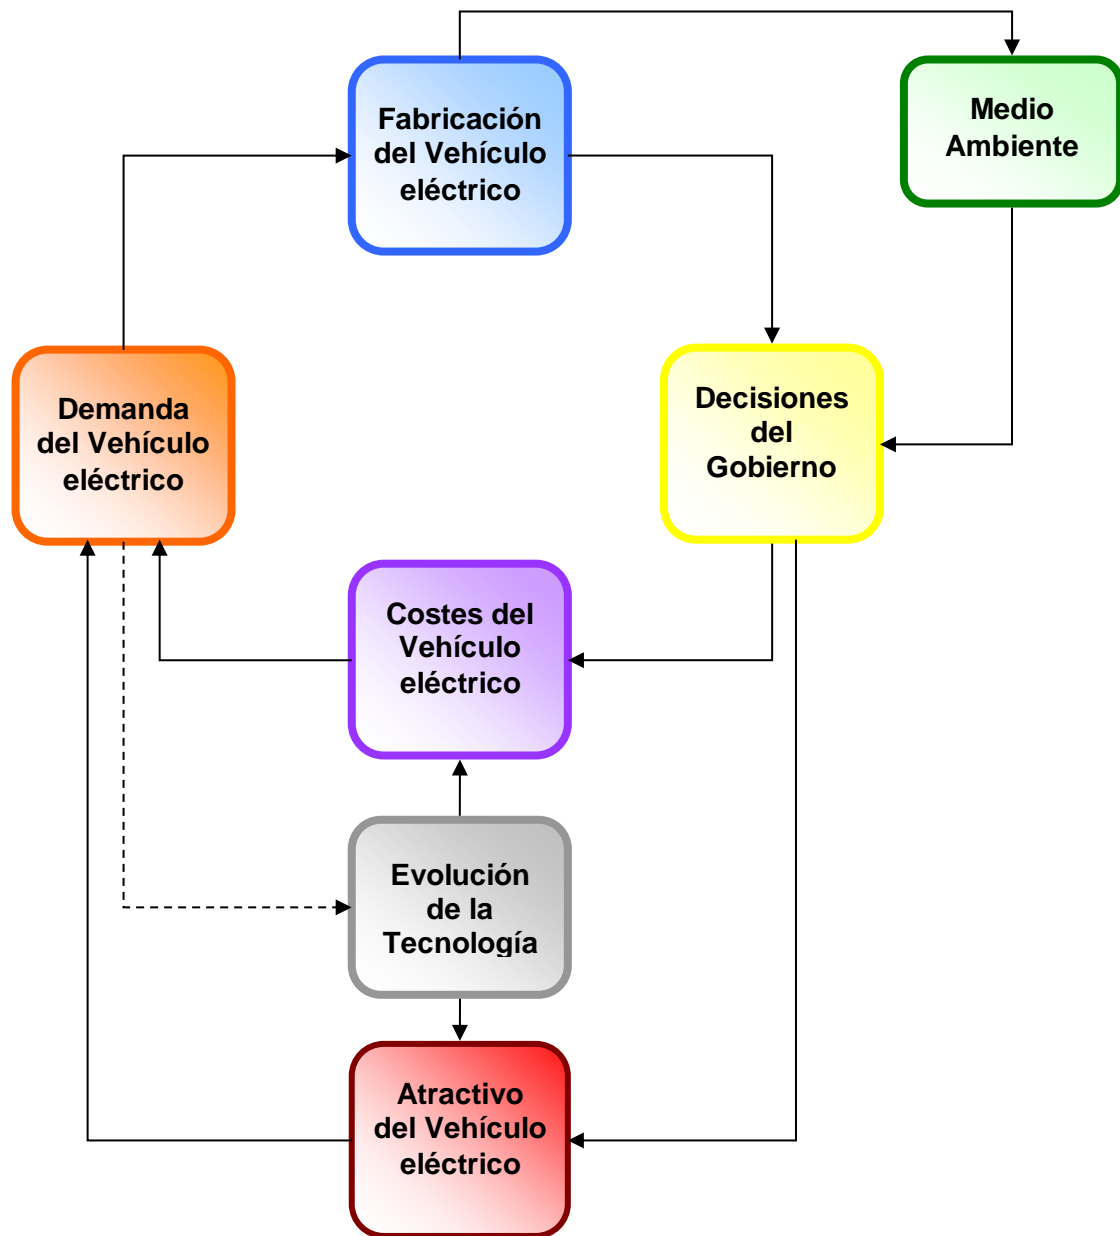 Fabricación
del Vehículo
eléctrico
Medio
Ambiente
Demanda
del Vehículo
eléctrico
Decisiones
del
Gobierno
Costes del
Vehículo
eléctrico
Evolución
de la
Tecnología
Atractivo
del Vehículo
eléctrico